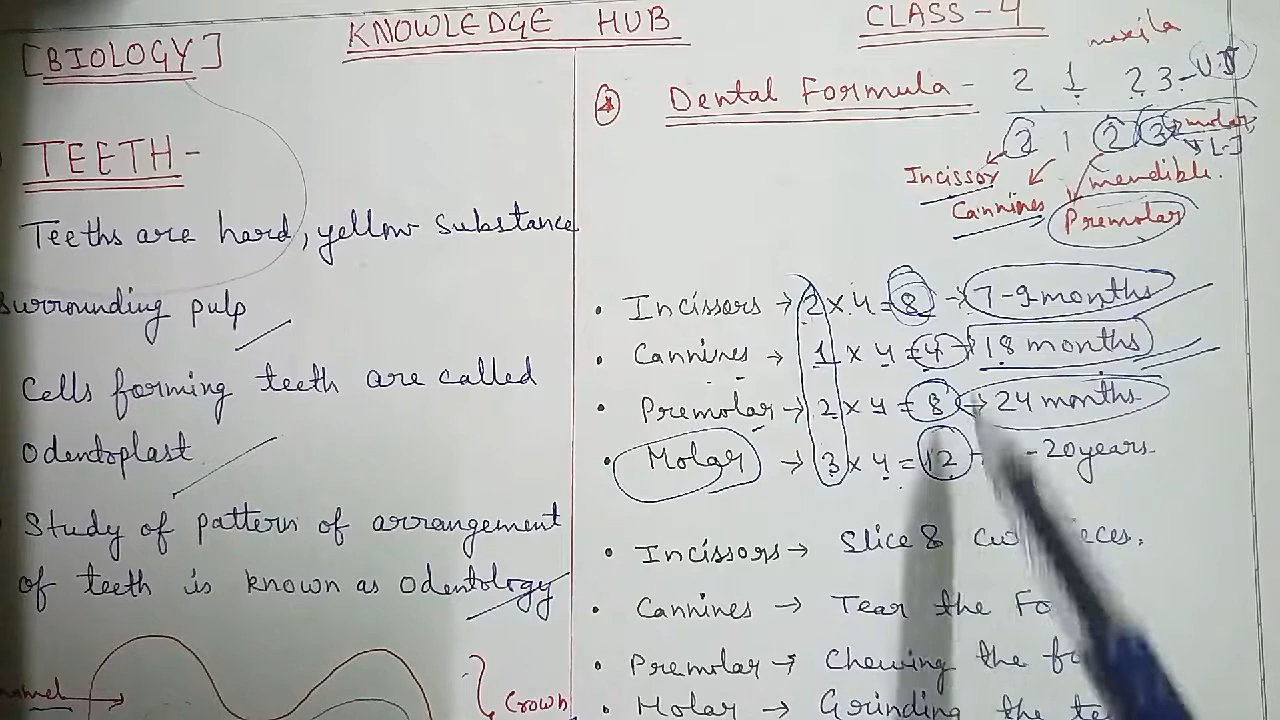 [BIOLOGY]
KNOWLEDGE HUB
CLASS-4
TEETH-
Teeths are hard, yellow substance
surrounding pulp
Cells forming teeth are called
Odentoplast
Study of pattern of arrangement
of teeth is known as Odentology
Crown
Dental Formula-
maxila
2 1 2 3-U.J
2 1 2 3 molar
L.J
Incissor
Cannines
mendible.
Premolar
• Incissors → 2 x 4 = 8 → 7-9 months
• Cannines → 1 x 4 = 4 → 18 months
• Premolar → 2 x 4 = 8 → 24 months
• Molar → 3 x 4 = 12 -20years.
• Incissors → Slice &
• Cannines → Tear the
• Premolar → Chewing the
• Molar → Grinding the